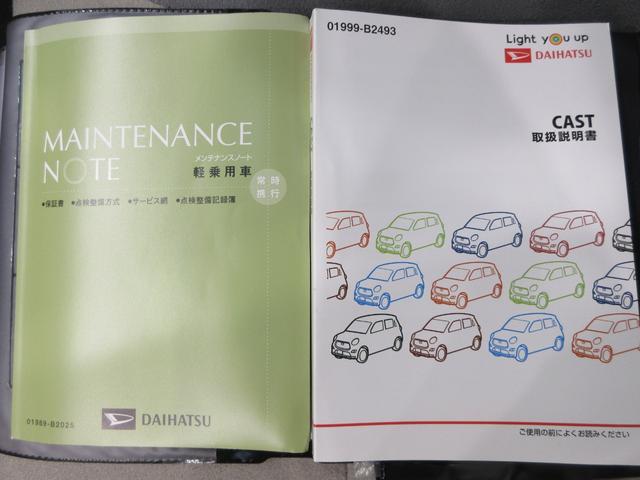 MAINTENANCE
NOTE
メンテナンスノート
軽乗用車
常時
携行
●保証書 ●点検整備方式 ●サービス網 ●点検整備記録簿
01989-B2025
DAIHATSU
01999-B2493
Light you up
DAIHATSU
CAST
取扱説明書
ご使用の前によくお読みください